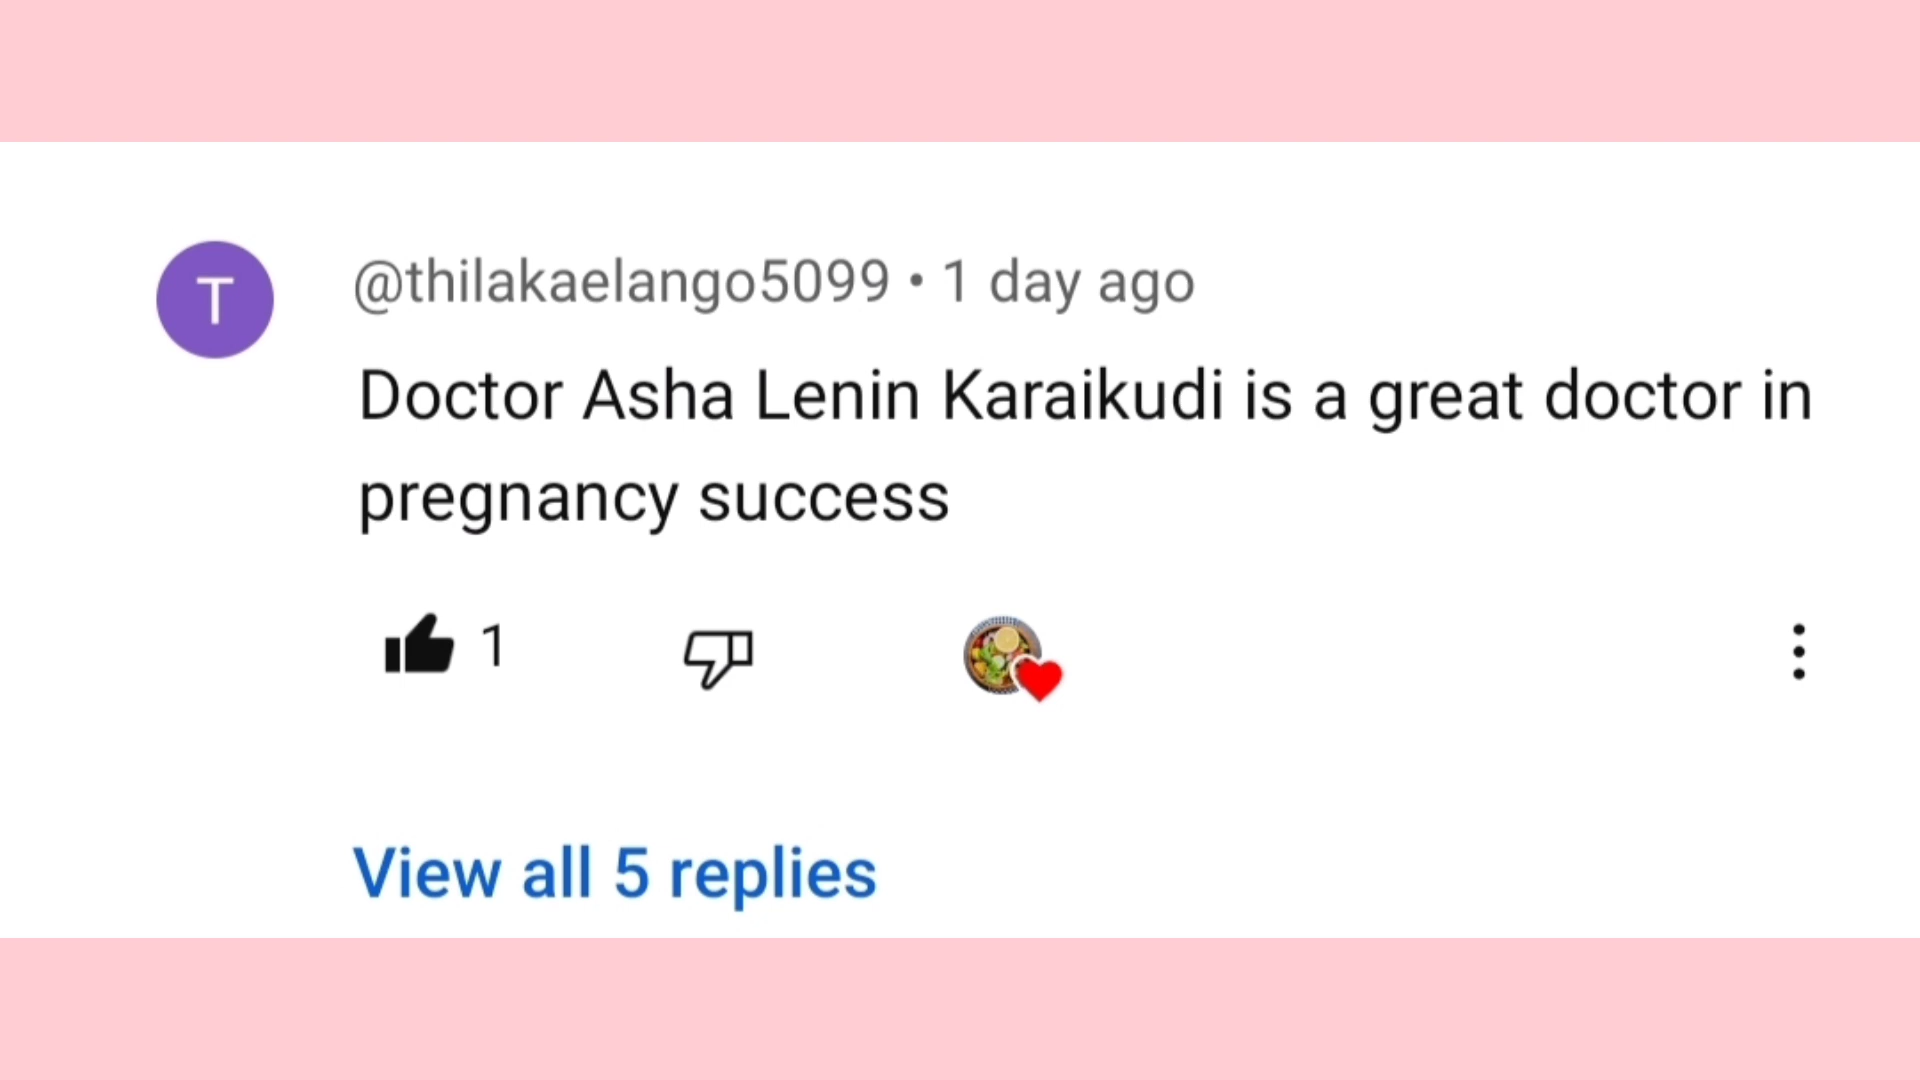 T
@thilakaelango5099 • 1 day ago
Doctor Asha Lenin Karaikudi is a great doctor in
pregnancy success
1
View all 5 replies